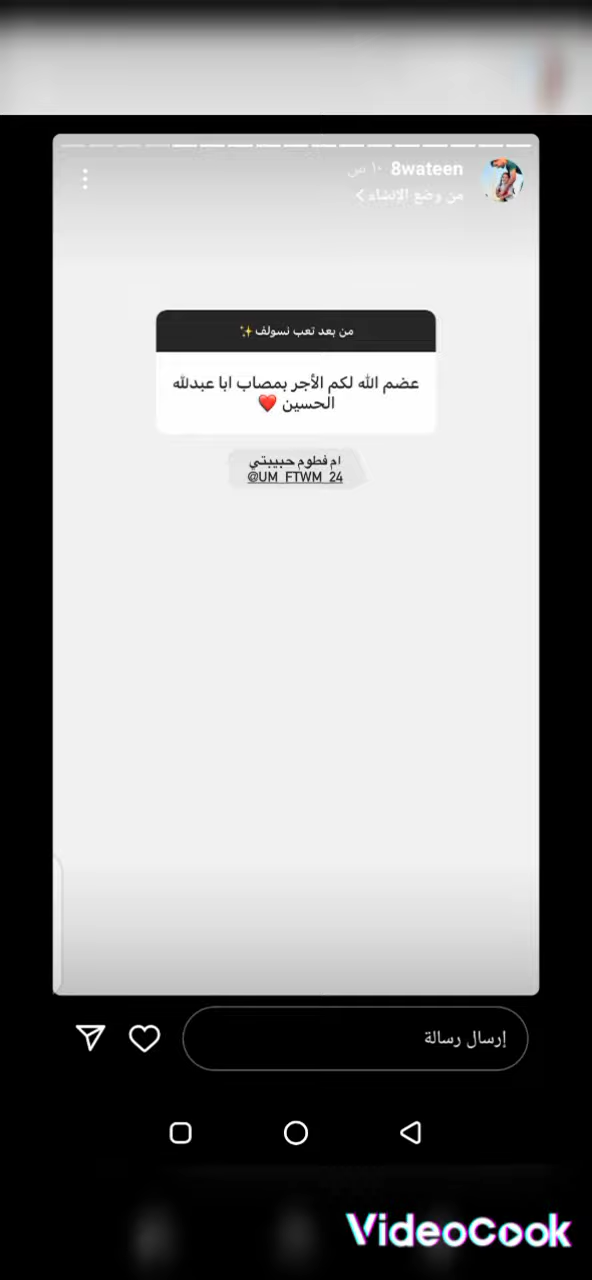 8wateen ١٠ س
من وضع الإنشاء >
من بعد تعب نسولف ✨
عضم الله لكم الأجر بمصاب ابا عبدلله
الحسين ❤️
ام فطوم حبيبتي
@UM_FTWM_24
إرسال رسالة
VideoCook